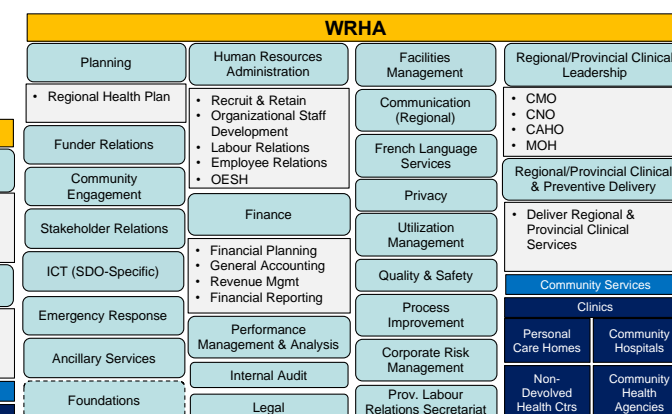 WRHA
Planning
• Regional Health Plan
Funder Relations
Community
Engagement
Stakeholder Relations
ICT (SDO-Specific)
Emergency Response
Ancillary Services
Foundations
Human Resources
Administration
• Recruit & Retain
• Organizational Staff
Development
• Labour Relations
• Employee Relations
• OESH
Finance
• Financial Planning
• General Accounting
• Revenue Mgmt
• Financial Reporting
Performance
Management & Analysis
Internal Audit
Legal
Facilities
Management
Communication
(Regional)
French Language
Services
Privacy
Utilization
Management
Quality & Safety
Process
Improvement
Corporate Risk
Management
Prov. Labour
Relations Secretariat
Regional/Provincial Clinical
Leadership
• CMO
• CNO
• CAHO
• MOH
Regional/Provincial Clinical
& Preventive Delivery
• Deliver Regional &
Provincial Clinical
Services
Community Services
Clinics
Personal
Care Homes
Community
Hospitals
Non-
Devolved
Health Ctrs
Community
Health
Agencies